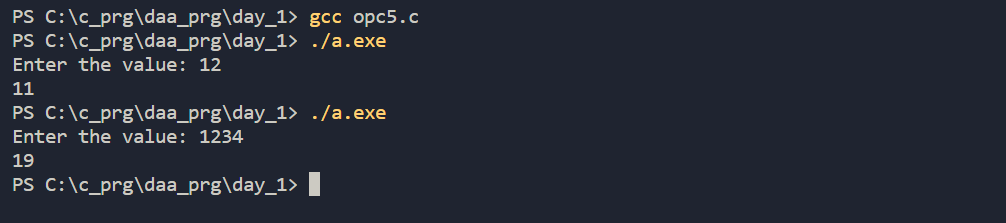 PS C:\c_prg\daa_prg\day_1> gcc opc5.c
PS C:\c_prg\daa_prg\day_1> ./a.exe
Enter the value: 12
11
PS C:\c_prg\daa_prg\day_1> ./a.exe
Enter the value: 1234
19
PS C:\c_prg\daa_prg\day_1>